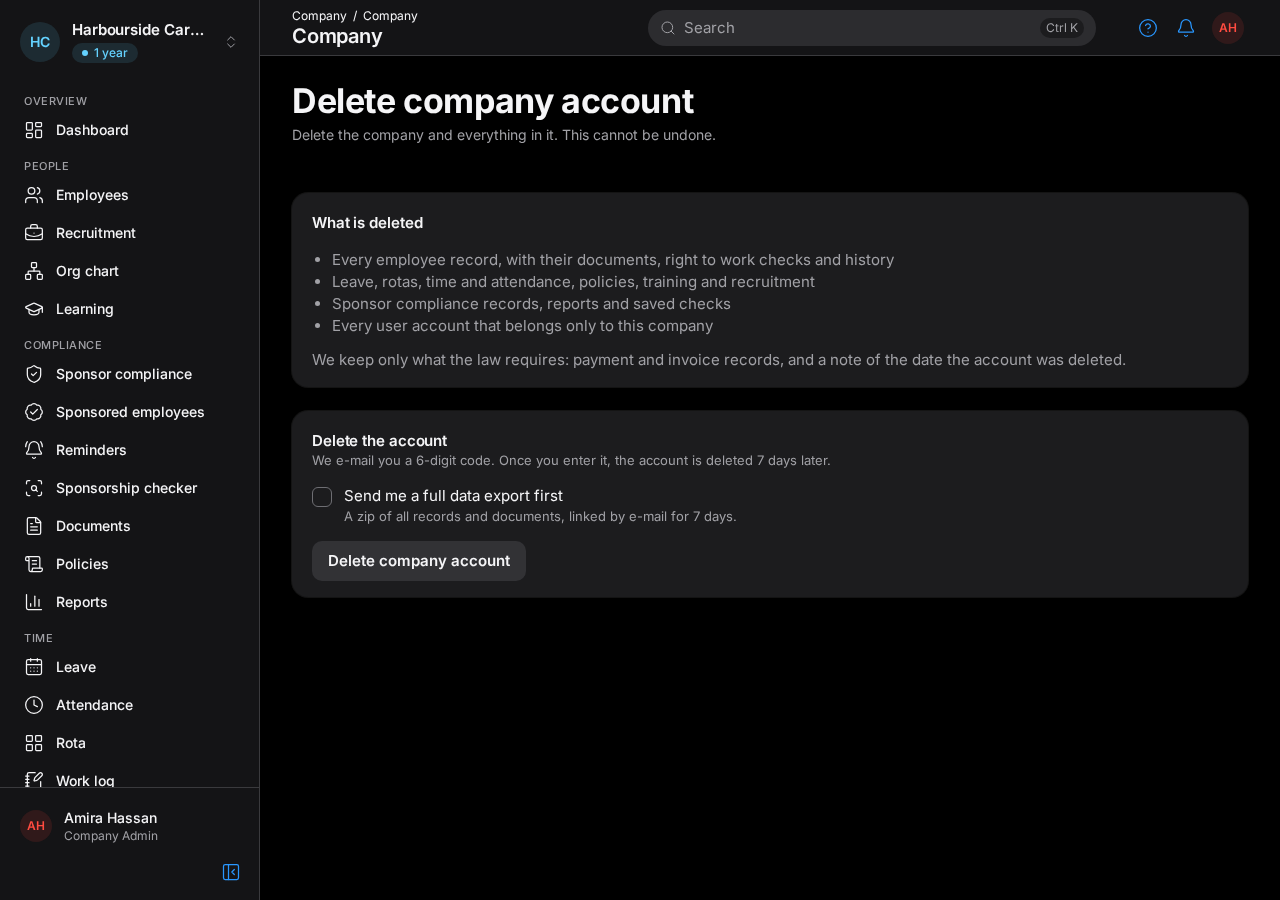 HC
Harbourside Car...
1 year
OVERVIEW
Dashboard
PEOPLE
Employees
Recruitment
Org chart
Learning
COMPLIANCE
Sponsor compliance
Sponsored employees
Reminders
Sponsorship checker
Documents
Policies
Reports
TIME
Leave
Attendance
Rota
Work log
AH
Amira Hassan
Company Admin
Company / Company
Company
Search
Ctrl K
AH
Delete company account
Delete the company and everything in it. This cannot be undone.
What is deleted
• Every employee record, with their documents, right to work checks and history
• Leave, rotas, time and attendance, policies, training and recruitment
• Sponsor compliance records, reports and saved checks
• Every user account that belongs only to this company
We keep only what the law requires: payment and invoice records, and a note of the date the account was deleted.
Delete the account
We e-mail you a 6-digit code. Once you enter it, the account is deleted 7 days later.
Send me a full data export first
A zip of all records and documents, linked by e-mail for 7 days.
Delete company account